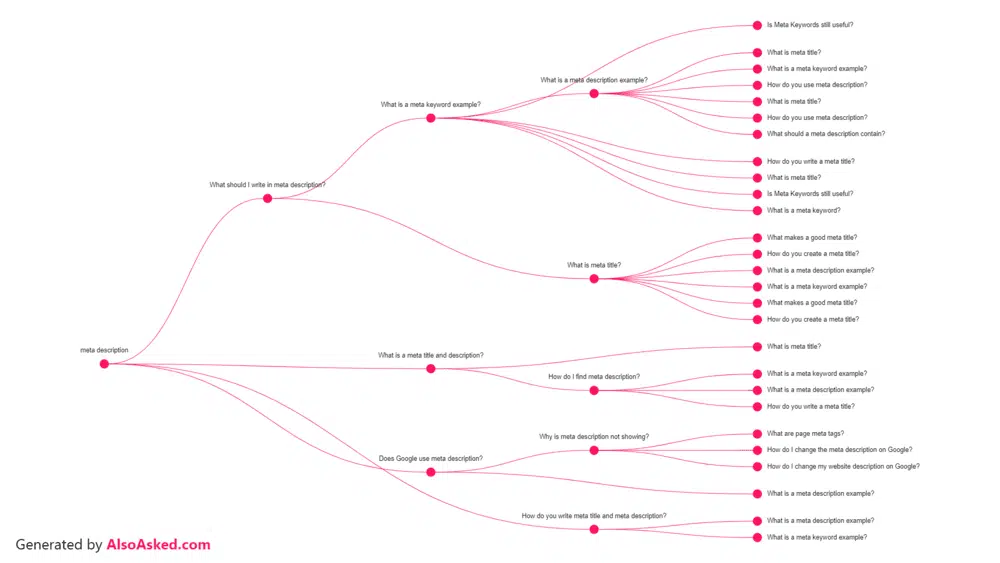 Is Meta Keywords still useful?
What is meta title?
What is a meta keyword example?
What is a meta description example?
How do you use meta description?
What is meta title?
What is a meta keyword example?
How do you use meta description?
What should a meta description contain?
How do you write a meta title?
What is meta title?
What should I write in meta description?
Is Meta Keywords still useful?
What is a meta keyword?
What makes a good meta title?
How do you create a meta title?
What is meta title?
What is a meta description example?
What is a meta keyword example?
What makes a good meta title?
How do you create a meta title?
What is meta title?
meta description
What is a meta title and description?
What is a meta keyword example?
How do I find meta description?
What is a meta description example?
How do you write a meta title?
What are page meta tags?
Why is meta description not showing?
How do I change the meta description on Google?
Does Google use meta description?
How do I change my website description on Google?
What is a meta description example?
How do you write meta title and meta description?
What is a meta description example?
What is a meta keyword example?
Generated by AlsoAsked.com